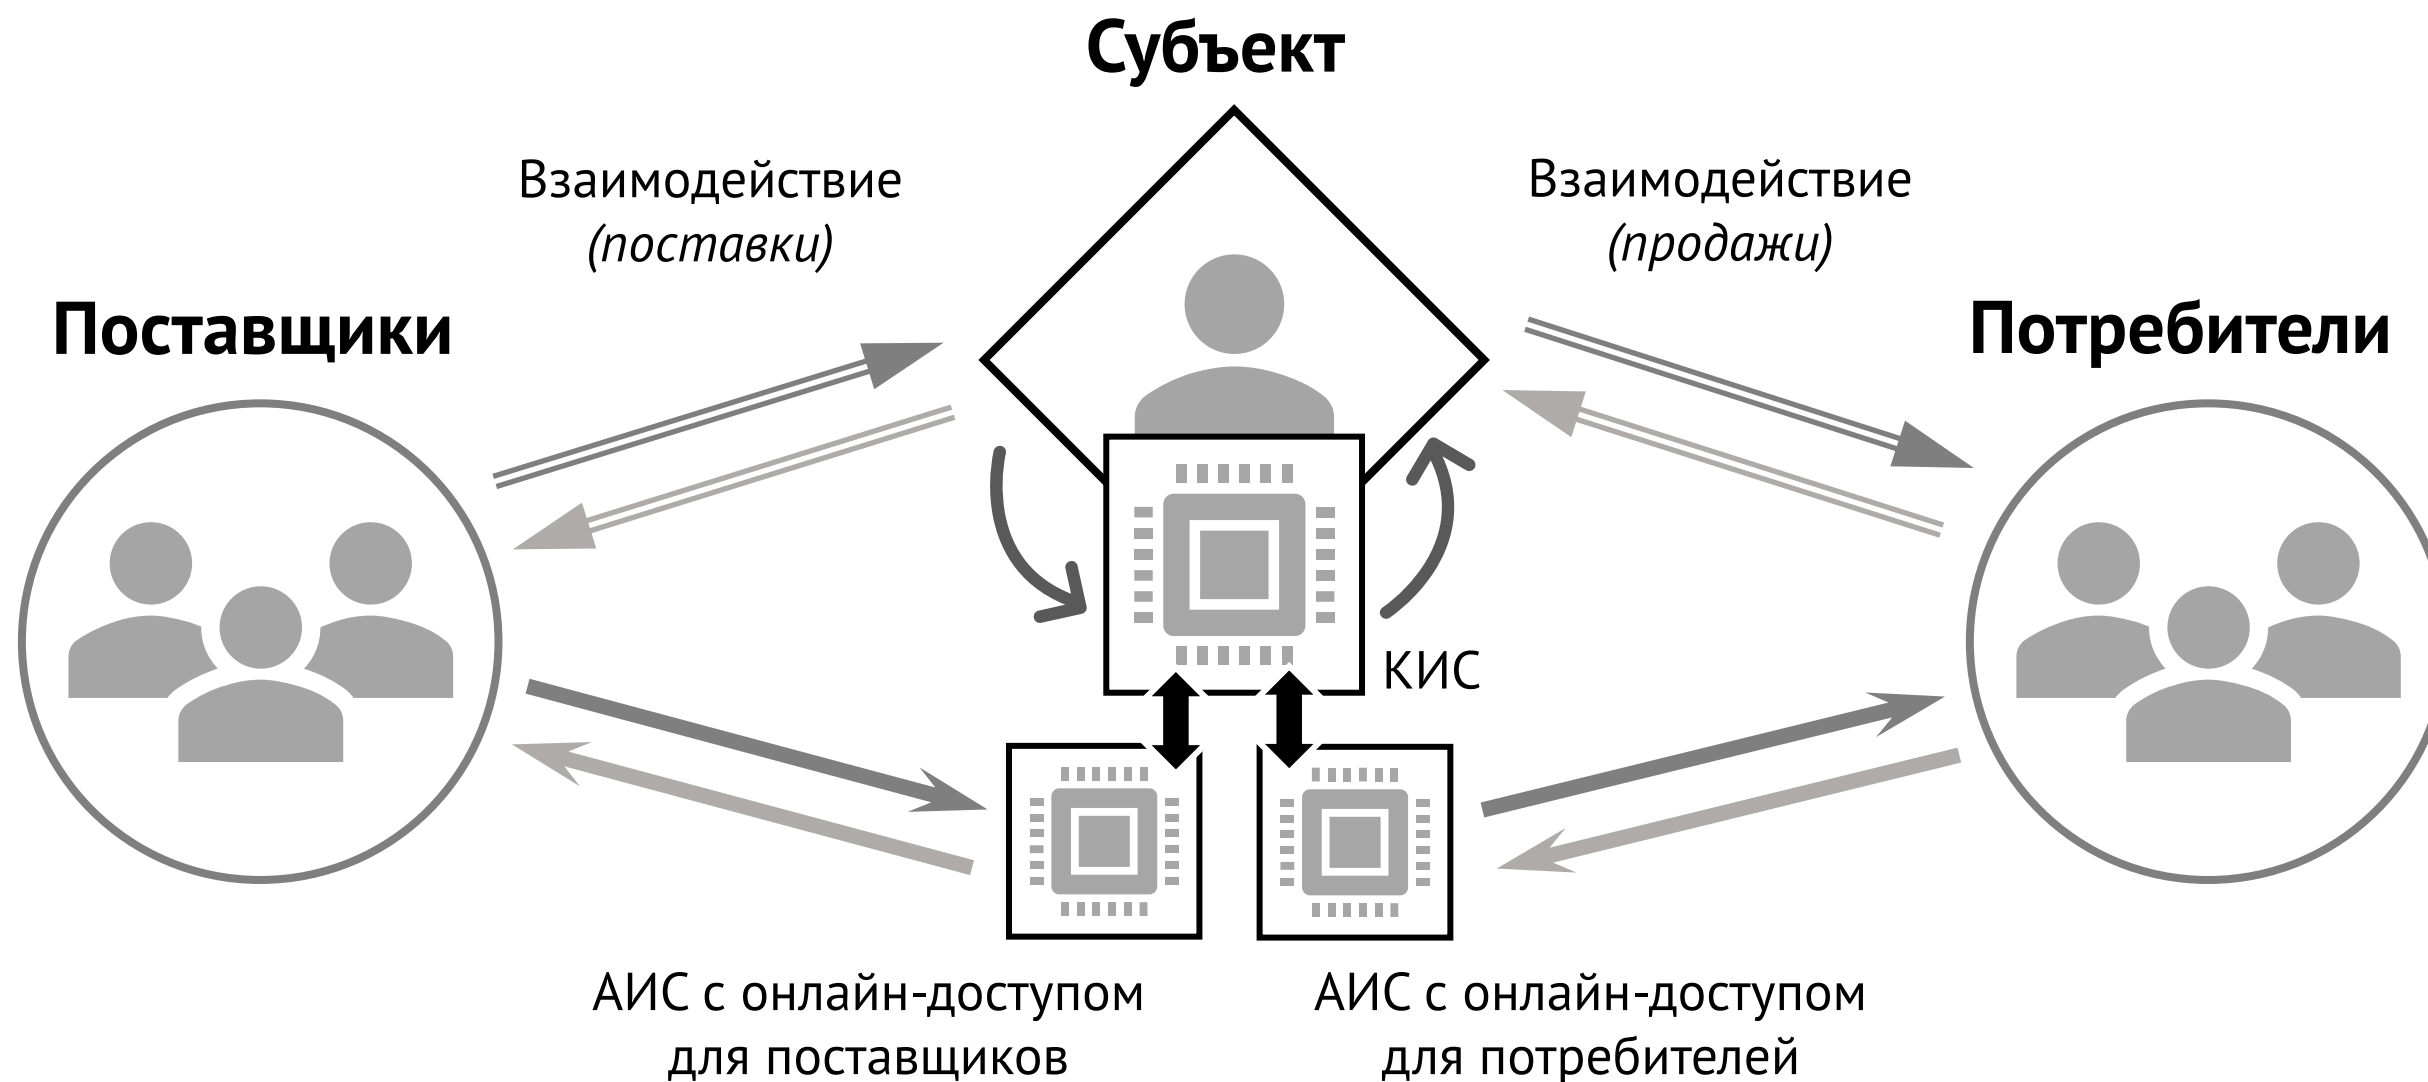 Субъект
Взаимодействие
(поставки)
Взаимодействие
(продажи)
Поставщики
Потребители
КИС
АИС с онлайн-доступом
для поставщиков
АИС с онлайн-доступом
для потребителей